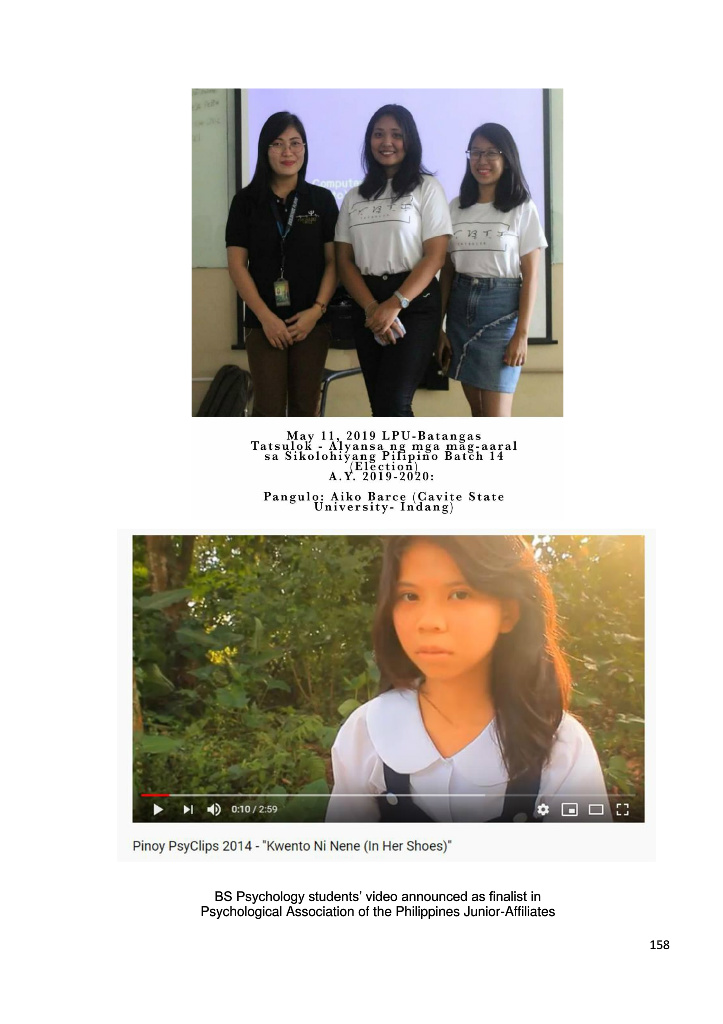 Compute
May 11, 2019 LPU-Batangas
Tatsulok - Alyansa ng mga mag-aaral
sa Sikolohiyang Pilipino Batch 14
(Election)
A.Y. 2019-2020:
Pangulo: Aiko Barce (Cavite State
University- Indang)
0:10 / 2:59
Pinoy PsyClips 2014 - "Kwento Ni Nene (In Her Shoes)"
BS Psychology students' video announced as finalist in
Psychological Association of the Philippines Junior-Affiliates
158